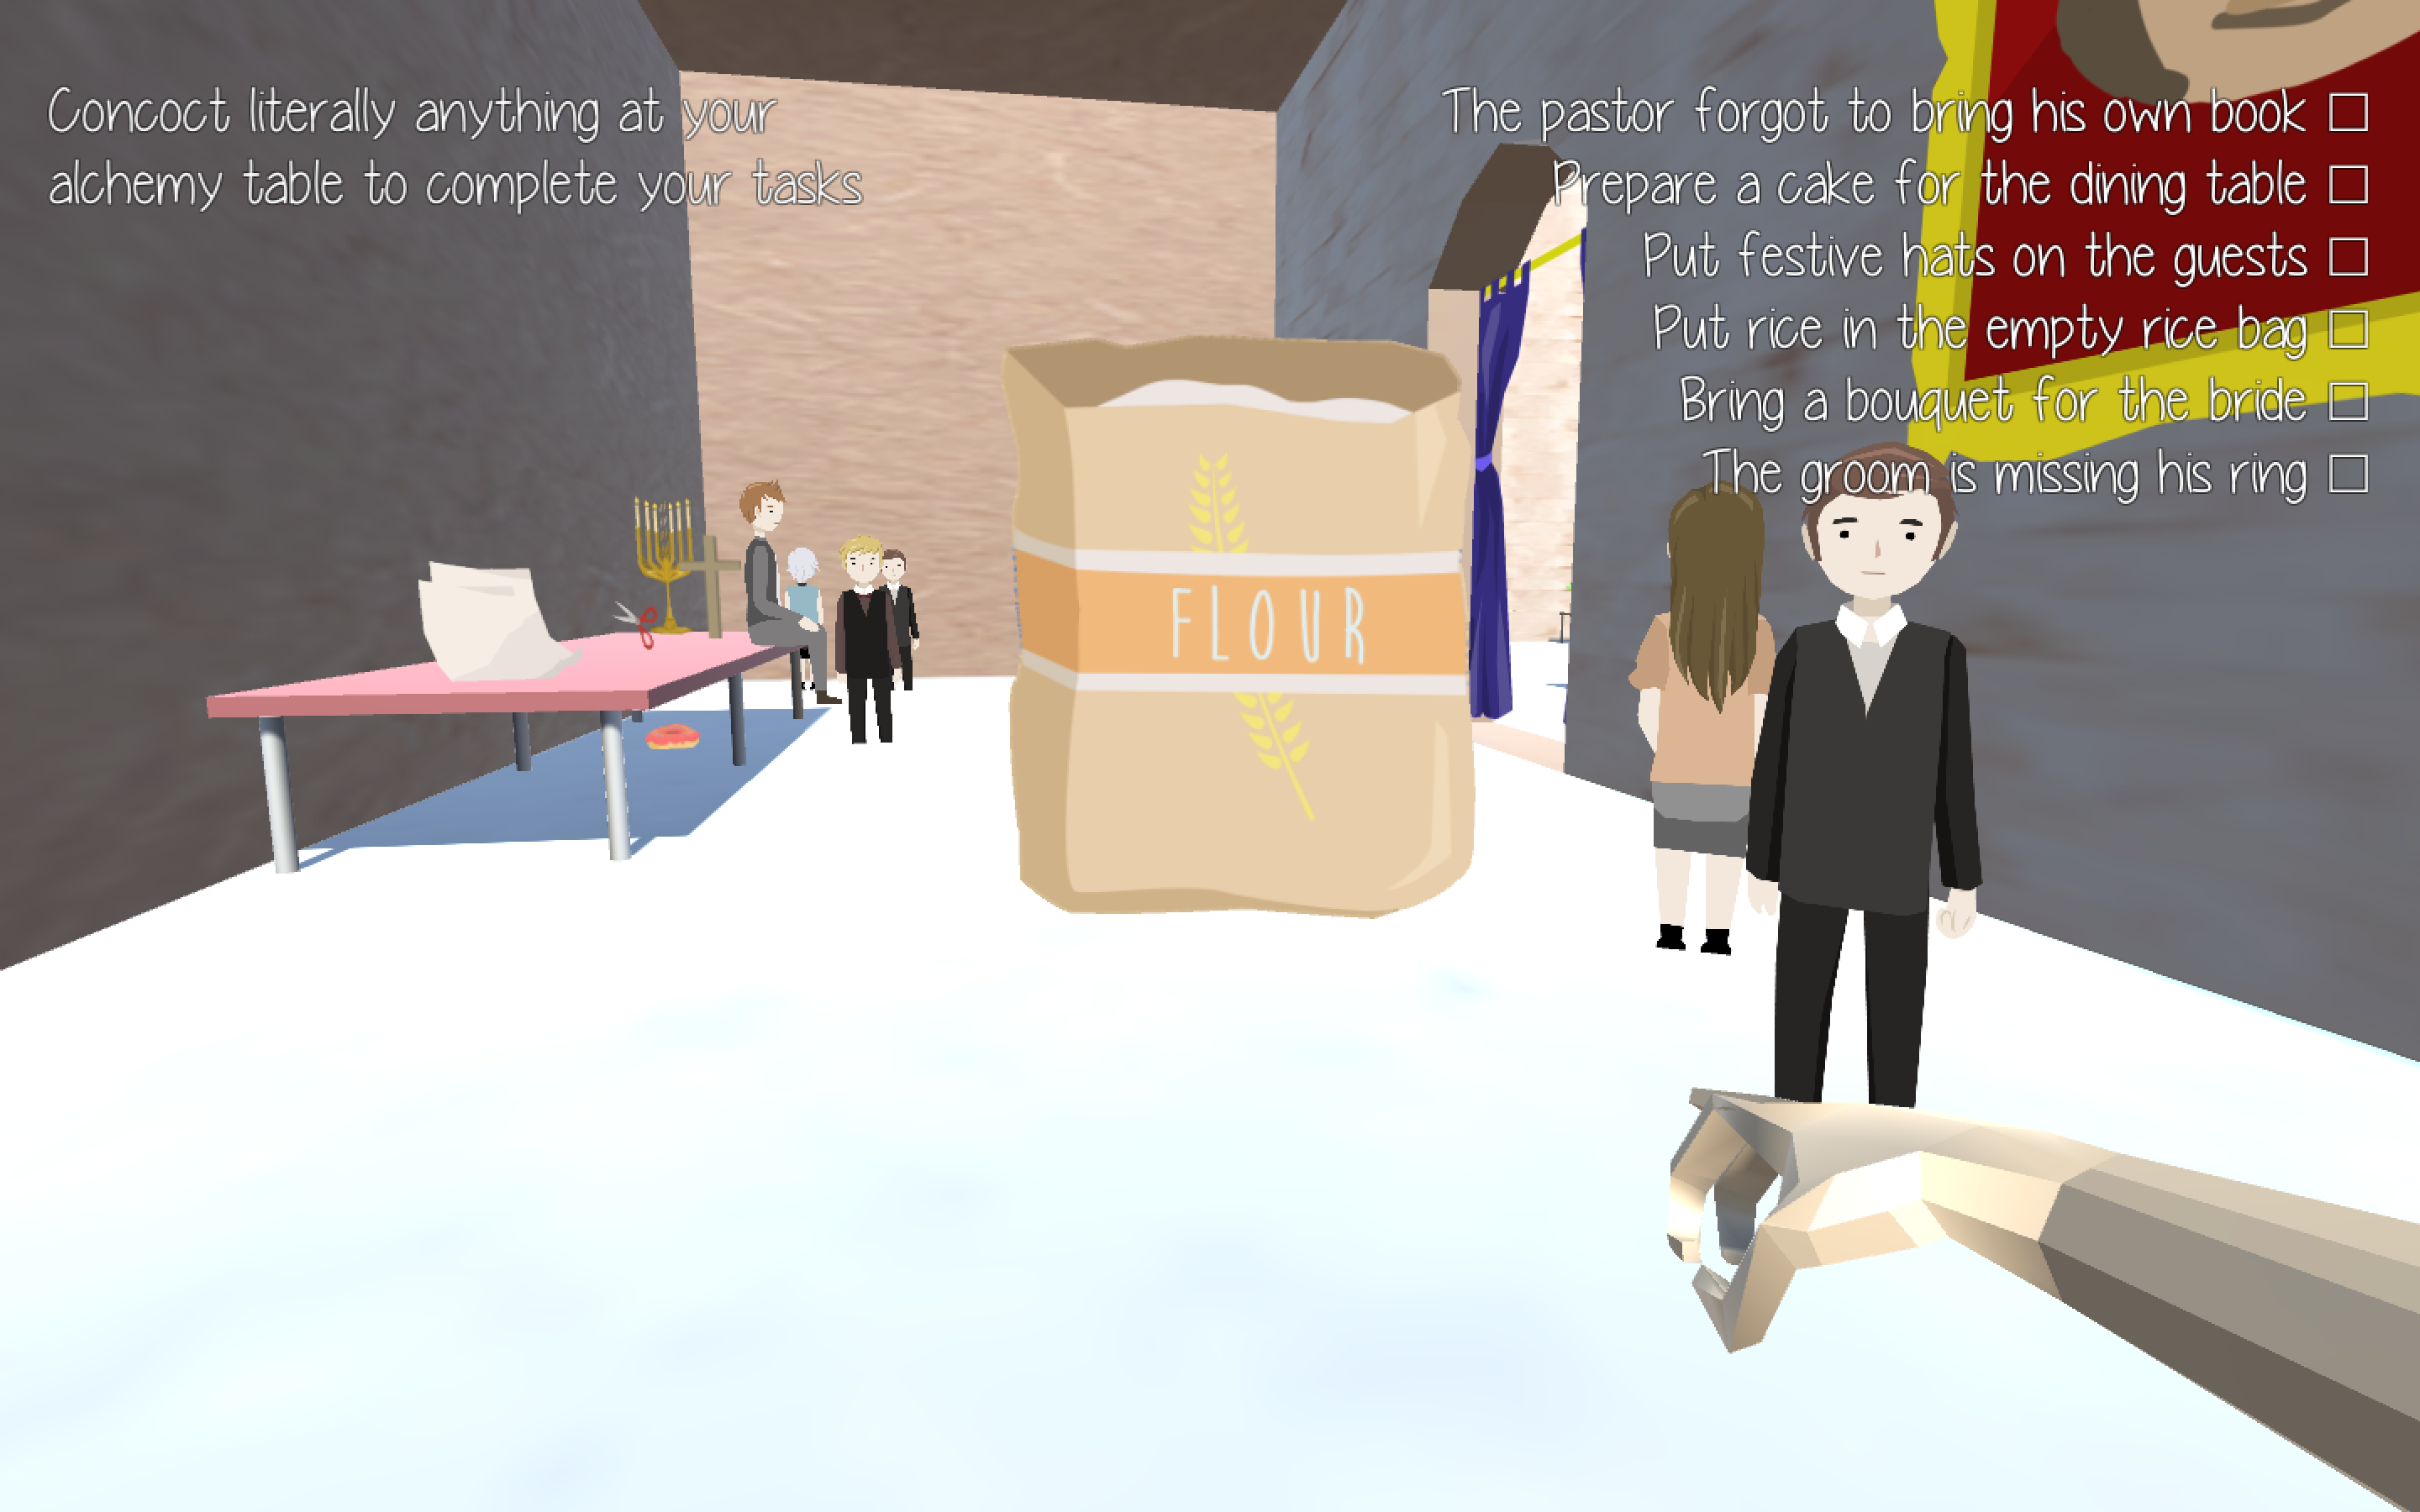 Concoct literally anything at your
alchemy table to complete your tasks
The pastor forgot to bring his own book
Prepare a cake for the dining table
Put festive hats on the guests
Put rice in the empty rice bag
Bring a bouquet for the bride
The groom is missing his ring
FLOUR